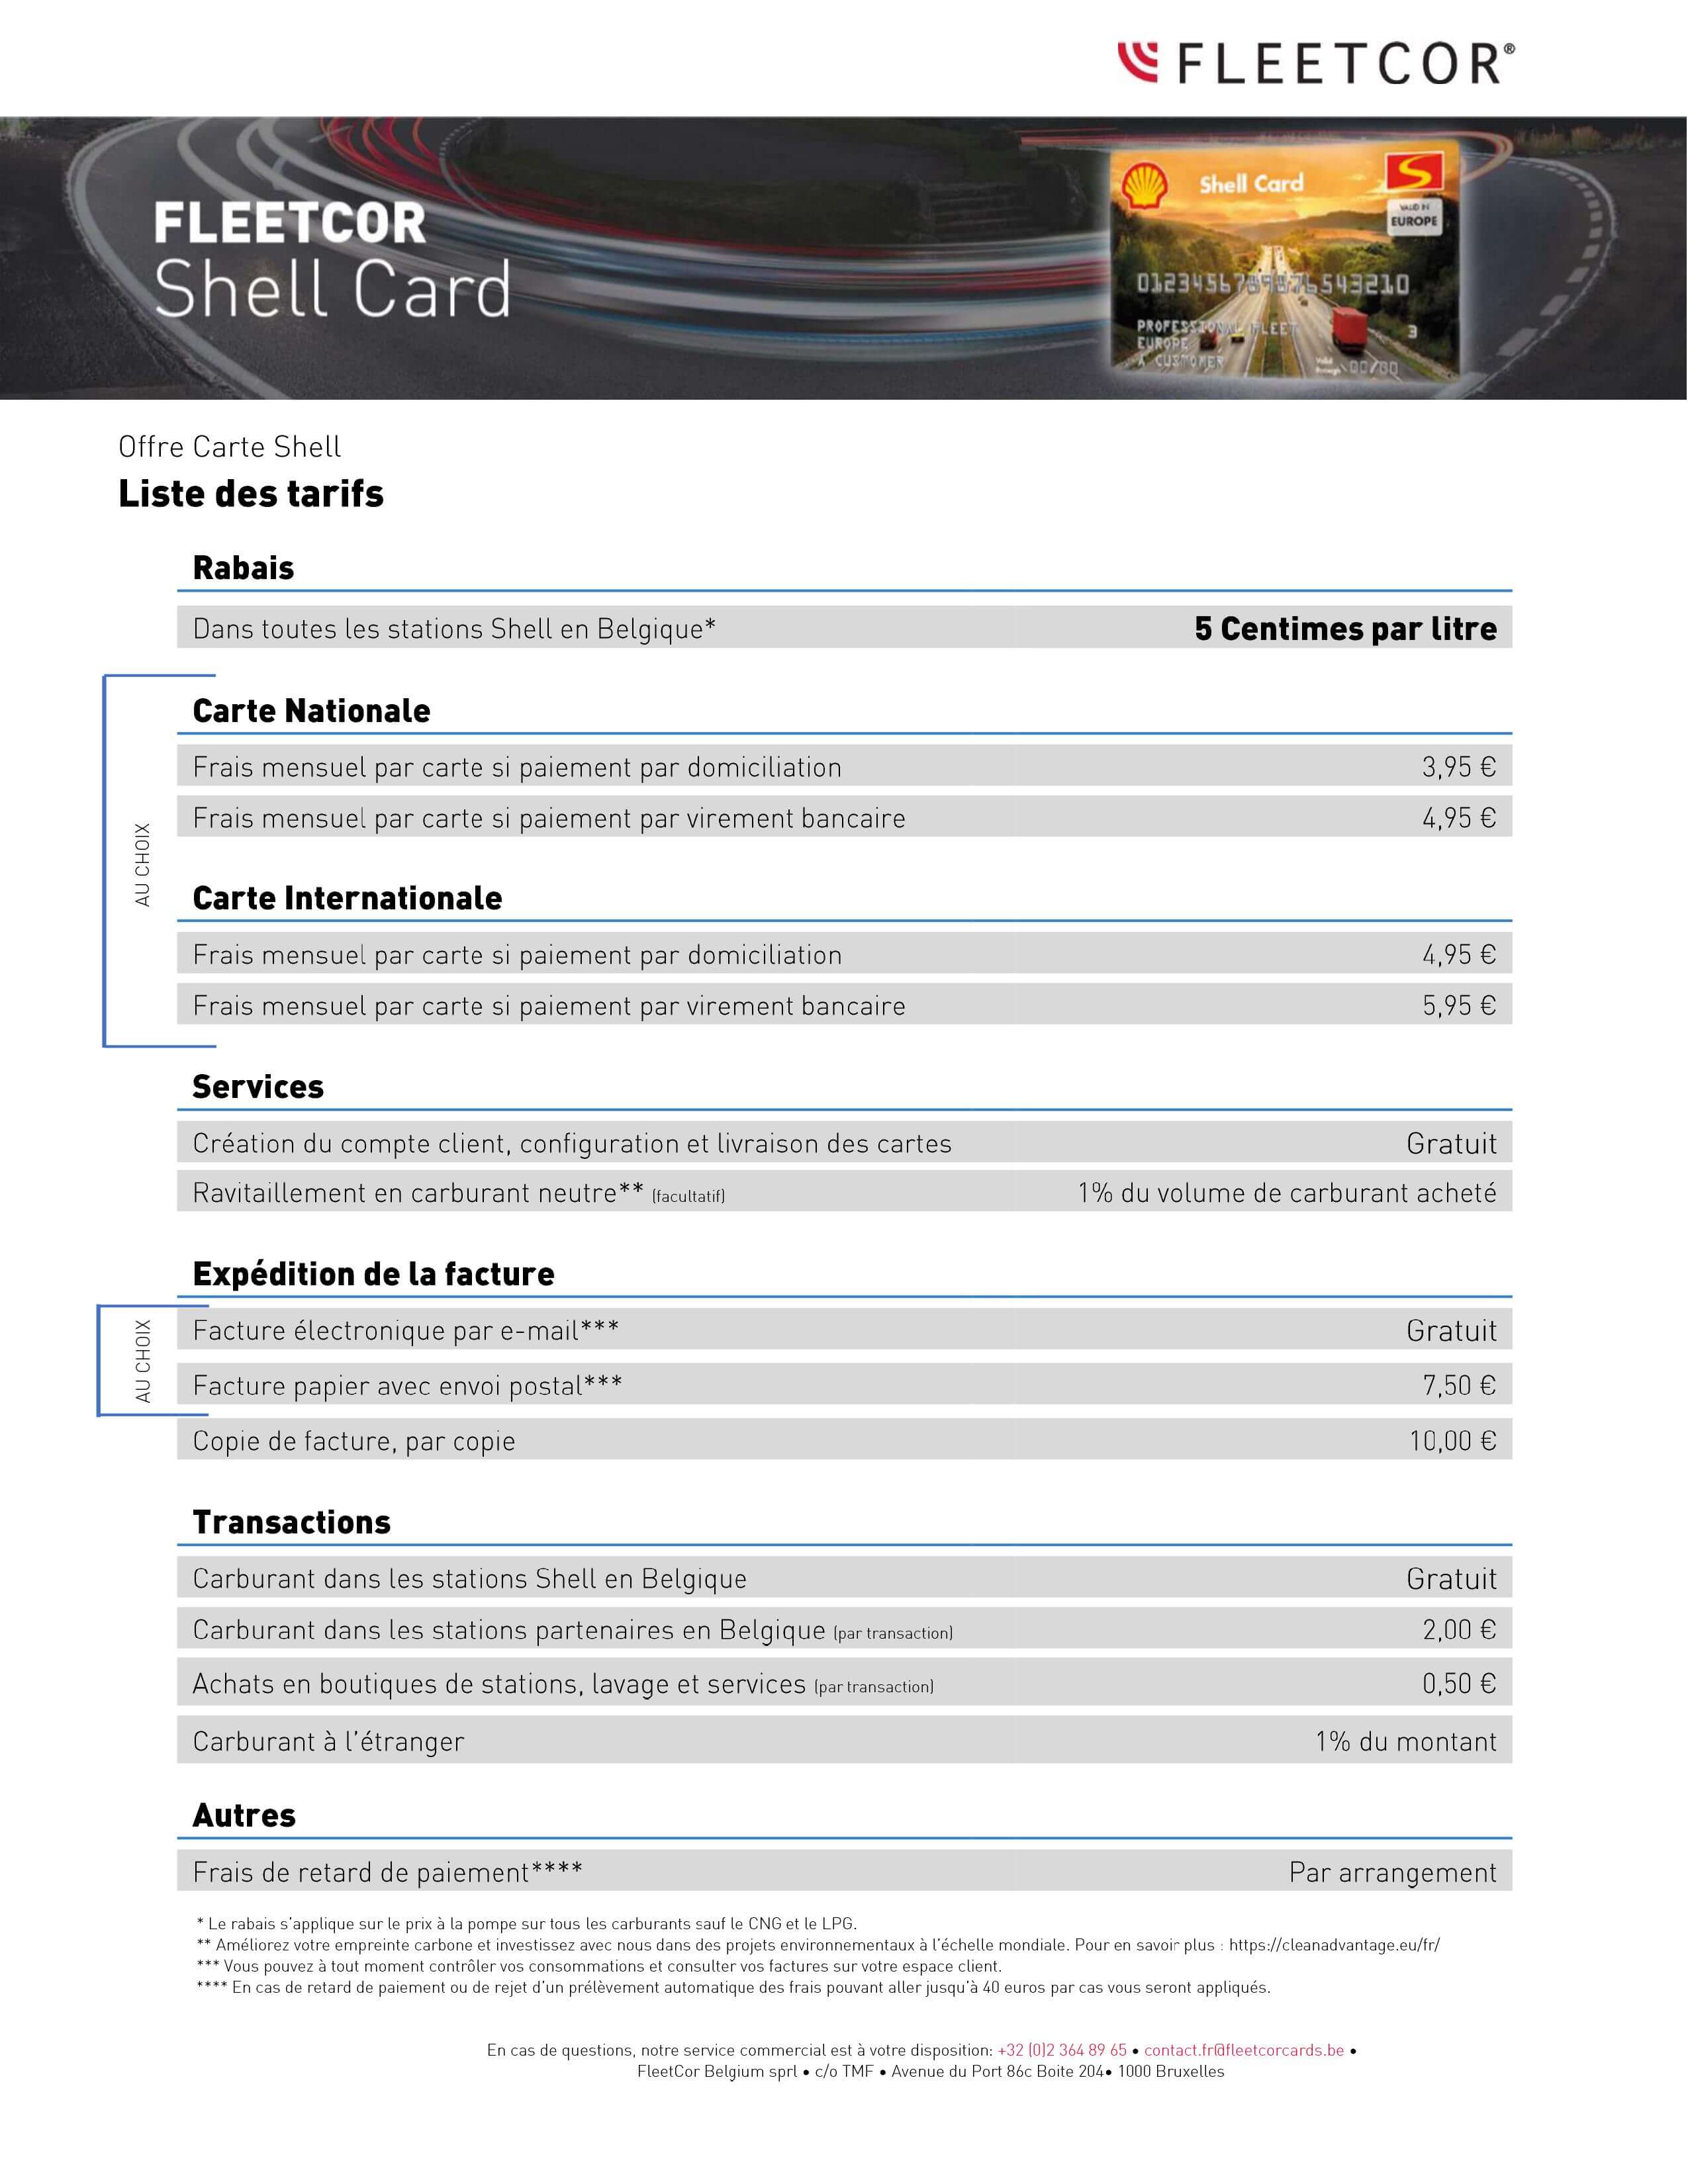 FLEETCOR®
FLEETCOR
Shell Card
Shell Card
VALID IN
EUROPE
0123456789876543210
PROFESSIONAL FLEET
EUROPE
3
A CUSTOMER
00/00
Offre Carte Shell
Liste des tarifs
Rabais
Dans toutes les stations Shell en Belgique* 5 Centimes par litre
AU CHOIX
Carte Nationale
Frais mensuel par carte si paiement par domiciliation 3,95 €
Frais mensuel par carte si paiement par virement bancaire 4,95 €
Carte Internationale
Frais mensuel par carte si paiement par domiciliation 4,95 €
Frais mensuel par carte si paiement par virement bancaire 5,95 €
Services
Création du compte client, configuration et livraison des cartes Gratuit
Ravitaillement en carburant neutre** (facultatif) 1% du volume de carburant acheté
Expédition de la facture
AU CHOIX
Facture électronique par e-mail*** Gratuit
Facture papier avec envoi postal*** 7,50 €
Copie de facture, par copie 10,00 €
Transactions
Carburant dans les stations Shell en Belgique Gratuit
Carburant dans les stations partenaires en Belgique (par transaction) 2,00 €
Achats en boutiques de stations, lavage et services (par transaction) 0,50 €
Carburant à l'étranger 1% du montant
Autres
Frais de retard de paiement**** Par arrangement
* Le rabais s'applique sur le prix à la pompe sur tous les carburants sauf le CNG et le LPG.
** Améliorez votre empreinte carbone et investissez avec nous dans des projets environnementaux à l'échelle mondiale. Pour en savoir plus : https://cleanadvantage.eu/fr/
*** Vous pouvez à tout moment contrôler vos consommations et consulter vos factures sur votre espace client.
**** En cas de retard de paiement ou de rejet d'un prélèvement automatique des frais pouvant aller jusqu'à 40 euros par cas vous seront appliqués.
En cas de questions, notre service commercial est à votre disposition: +32 (0)2 364 89 65 • contact.fr@fleetcorcards.be •
FleetCor Belgium sprl • c/o TMF • Avenue du Port 86c Boite 204• 1000 Bruxelles